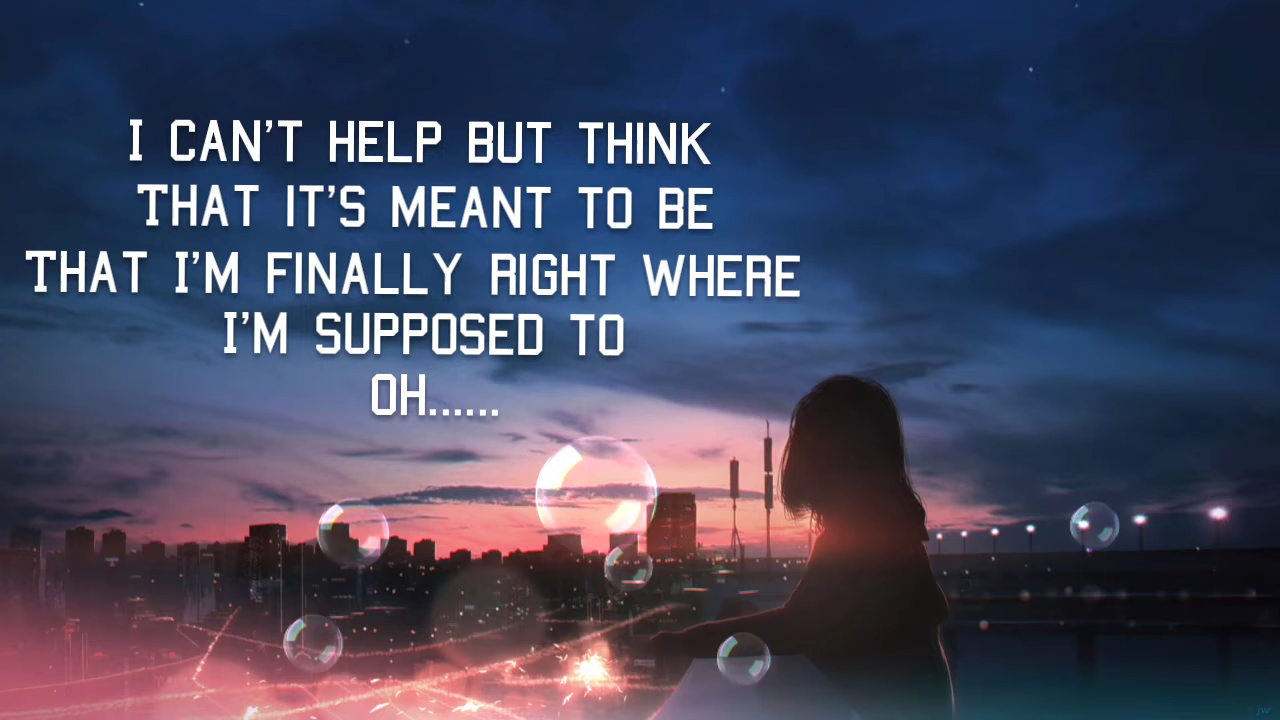 I CAN'T HELP BUT THINK
THAT IT'S MEANT TO BE
THAT I'M FINALLY RIGHT WHERE
I'M SUPPOSED TO
OH......